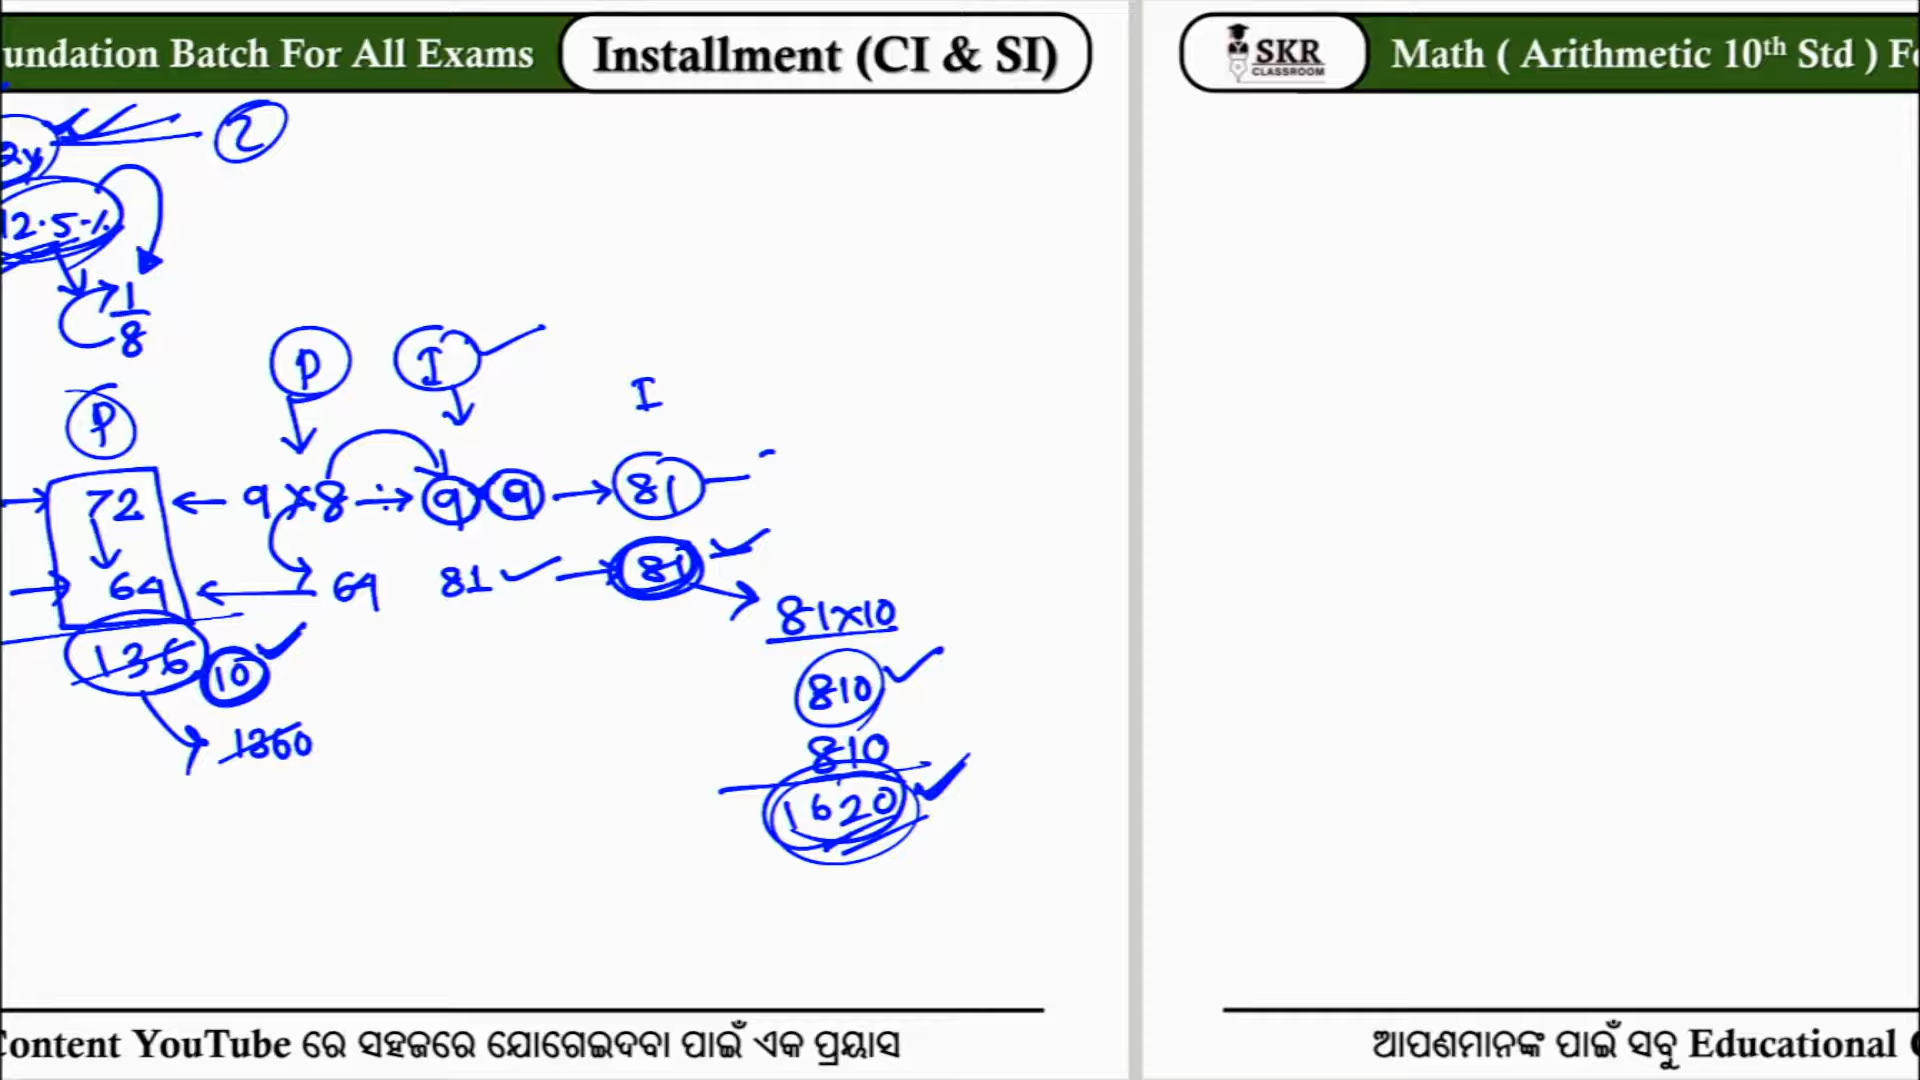 undation Batch For All Exams
Installment (CI & SI)
SKR
CLASSROOM
Math ( Arithmetic 10th Std ) Fo
2y
2
12.5%
1/8
P
I
I
P
72 ← 9 × 8 → 9 9 → 81
64 ← 64 81 → 81
81×10
136 10
810
1360
810
1620
Content YouTube ରେ ସହଜରେ ଯୋଗେଇଦବା ପାଇଁ ଏକ ପ୍ରୟାସ
ଆପଣମାନଙ୍କ ପାଇଁ ସବୁ Educational C